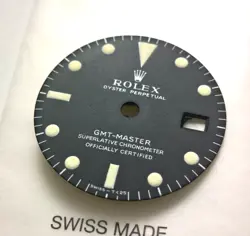 ROLEX
OYSTER PERPETUAL
GMT-MASTER
SUPERLATIVE CHRONOMETER
OFFICIALLY CERTIFIED
SWISS MADE